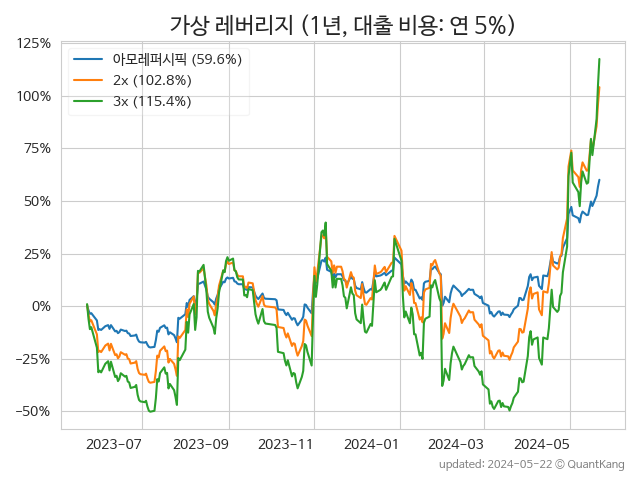 가상 레버리지 (1년, 대출 비용: 연 5%)
아모레퍼시픽 (59.6%)
2x (102.8%)
3x (115.4%)
125%
100%
75%
50%
25%
0%
−25%
−50%
2023-07
2023-09
2023-11
2024-01
2024-03
2024-05
updated: 2024-05-22 © QuantKang